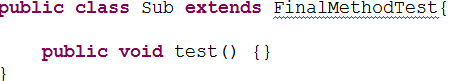 public class Sub extends FinalMethodTest{
public void test() {}
}